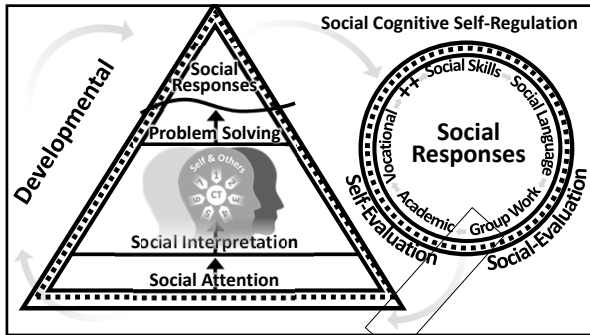 Social Cognitive Self-Regulation
Developmental
Social
Responses
Problem Solving
Self & Others
CT
Social Interpretation
Social Attention
Social
Responses
++
Social Skills
Social Language
Group Work
Academic
Vocational
Self-Evaluation
Social-Evaluation